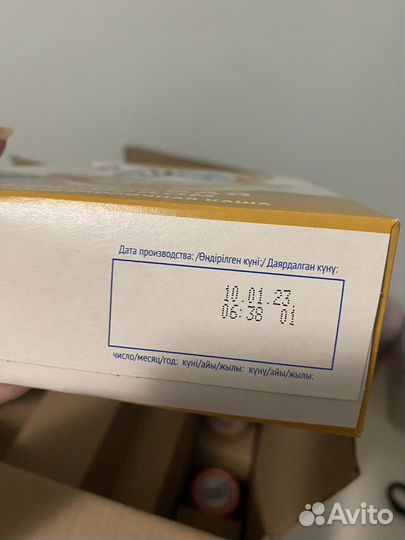 КАША
Дата производства: /Өндірілген күні:/ Даярдалган күнү:
10.01.23
06:38 01
число/месяц/год: күні/айы/жылы: күнү/айы/жылы:
Avito